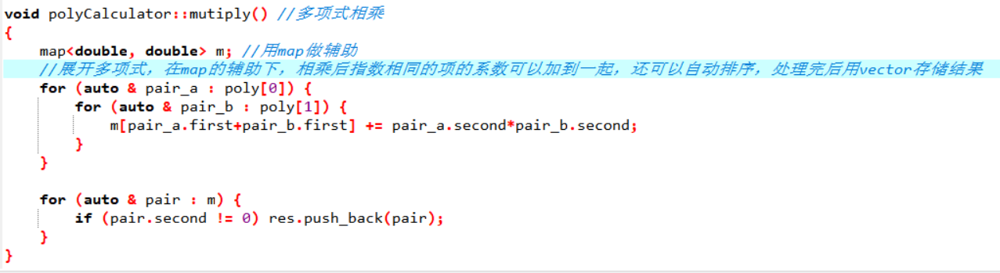 void polyCalculator::mutiply() //多项式相乘
{
    map<double, double> m; //用map做辅助
    //展开多项式，在map的辅助下，相乘后指数相同的项的系数可以加到一起，还可以自动排序，处理完后用vector存储结果
    for (auto & pair_a : poly[0]) {
        for (auto & pair_b : poly[1]) {
            m[pair_a.first+pair_b.first] += pair_a.second*pair_b.second;
        }
    }

    for (auto & pair : m) {
        if (pair.second != 0) res.push_back(pair);
    }
}